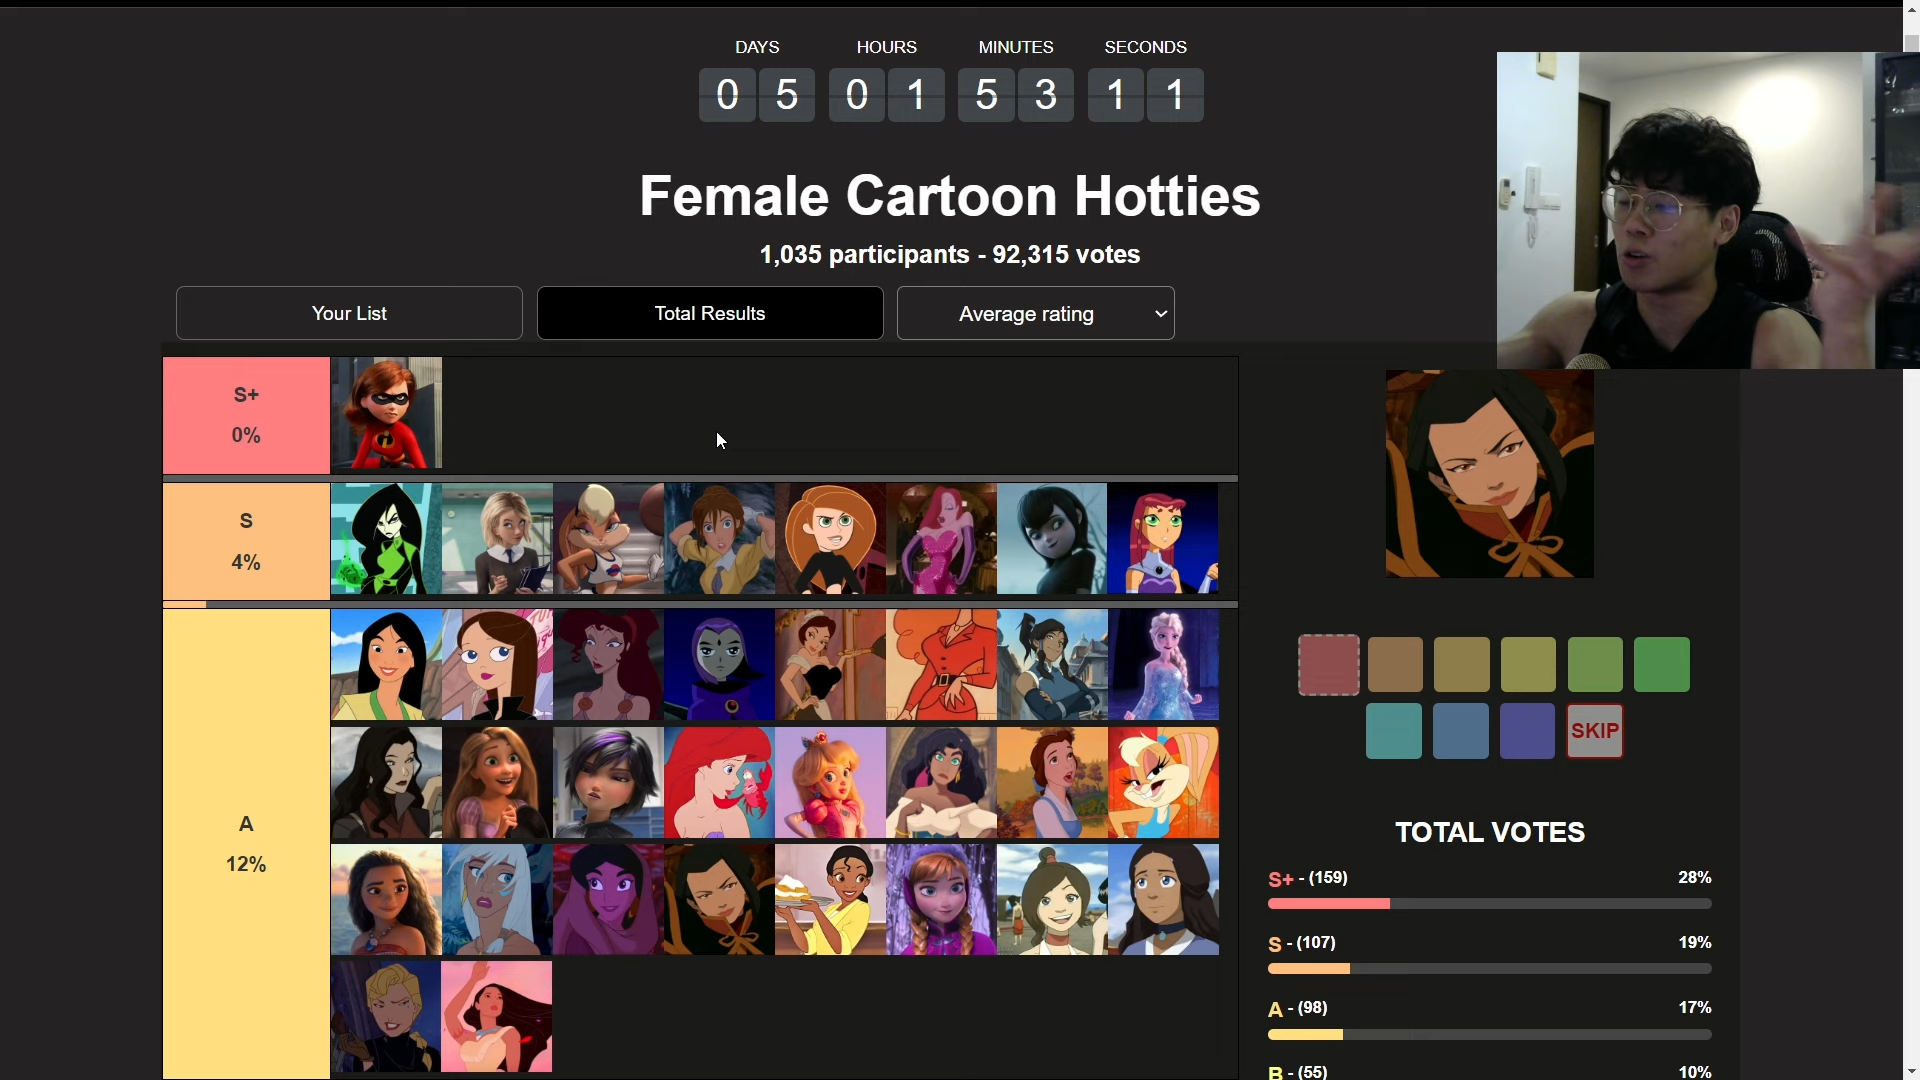 DAYS HOURS MINUTES SECONDS
0 5 0 1 5 3 1 1
Female Cartoon Hotties
1,035 participants - 92,315 votes
Your List
Total Results
Average rating
S+
0%
S
4%
A
12%
SKIP
TOTAL VOTES
S+ - (159) 28%
S - (107) 19%
A - (98) 17%
B - (55) 10%